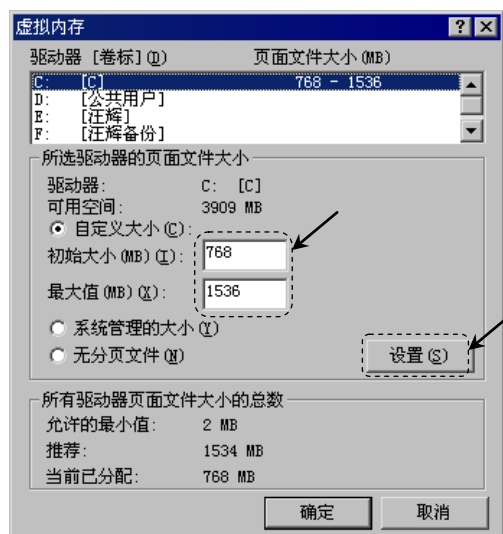 虚拟内存
驱动器 [卷标](D) 页面文件大小(MB)
C: [C] 768 - 1536
D: [公共用户]
E: [汪辉]
F: [汪辉备份]
所选驱动器的页面文件大小
驱动器: C: [C]
可用空间: 3909 MB
自定义大小(C):
初始大小(MB)(I): 768
最大值(MB)(X): 1536
系统管理的大小(Y)
无分页文件(N)
设置(S)
所有驱动器页面文件大小的总数
允许的最小值: 2 MB
推荐: 1534 MB
当前已分配: 768 MB
确定 取消